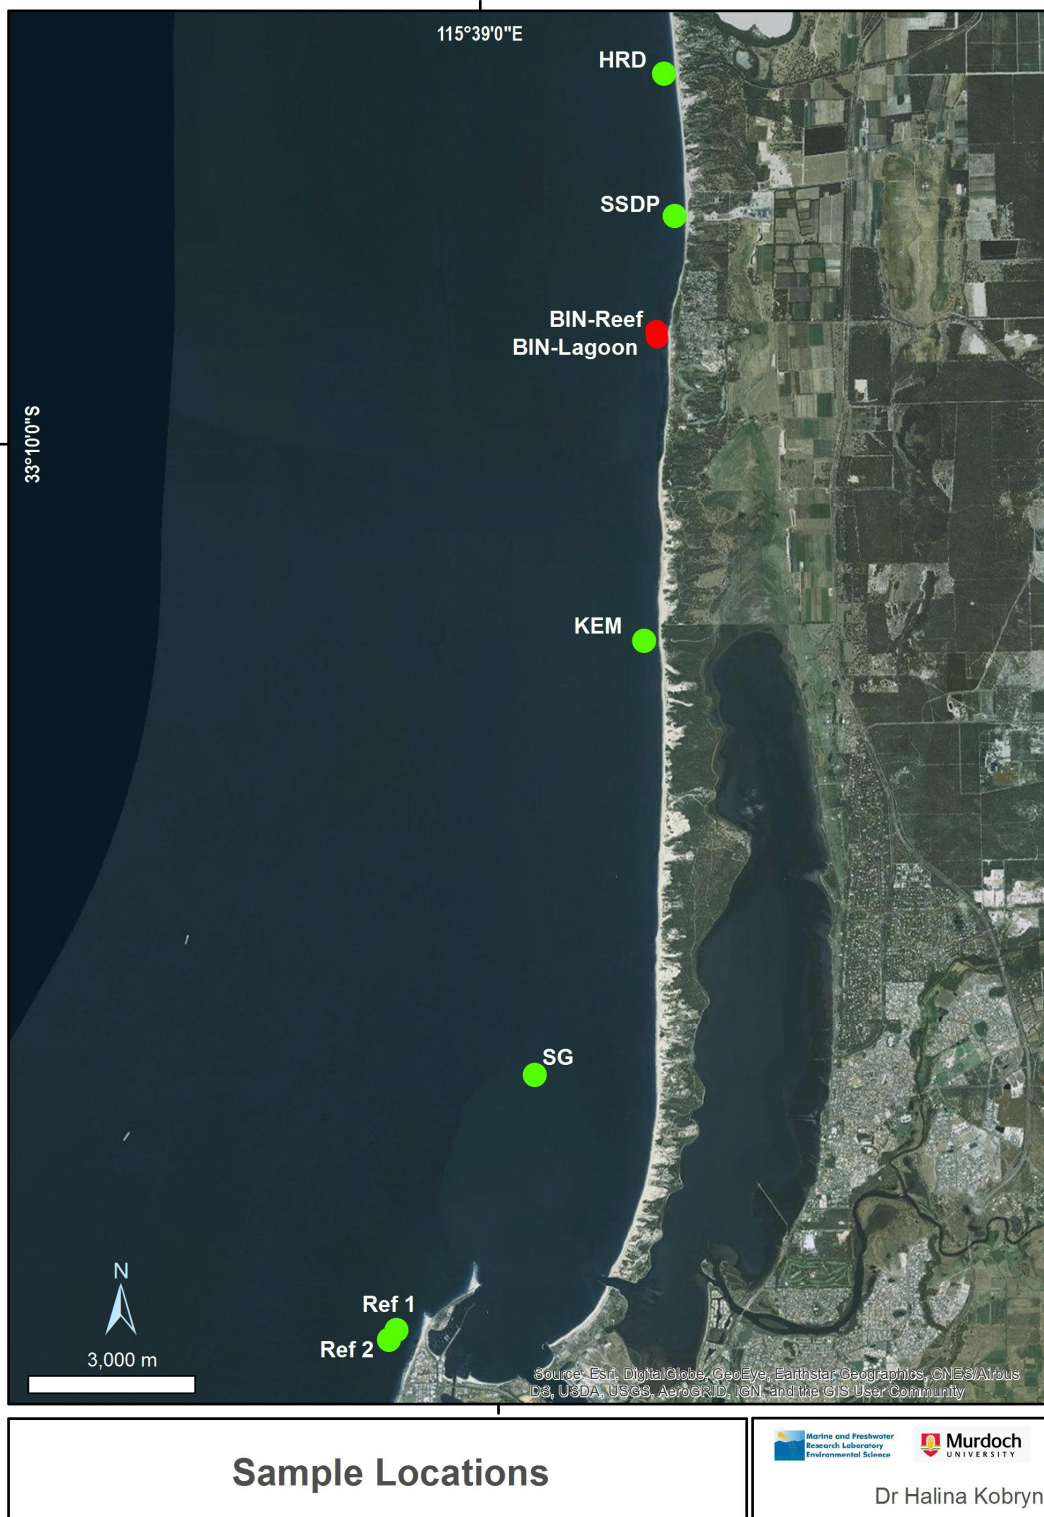 115°39'0"E
HRD
SSDP
BIN-Reef
BIN-Lagoon
33°10'0"S
KEM
SG
N
Ref 1
Ref 2
3,000 m
Source: Esri, DigitalGlobe, GeoEye, Earthstar Geographics, CNES/Airbus
DS, USDA, USGS, AeroGRID, IGN, and the GIS User Community
Sample Locations
Marine and Freshwater
Research Laboratory
Environmental Science
Murdoch
UNIVERSITY
Dr Halina Kobryn